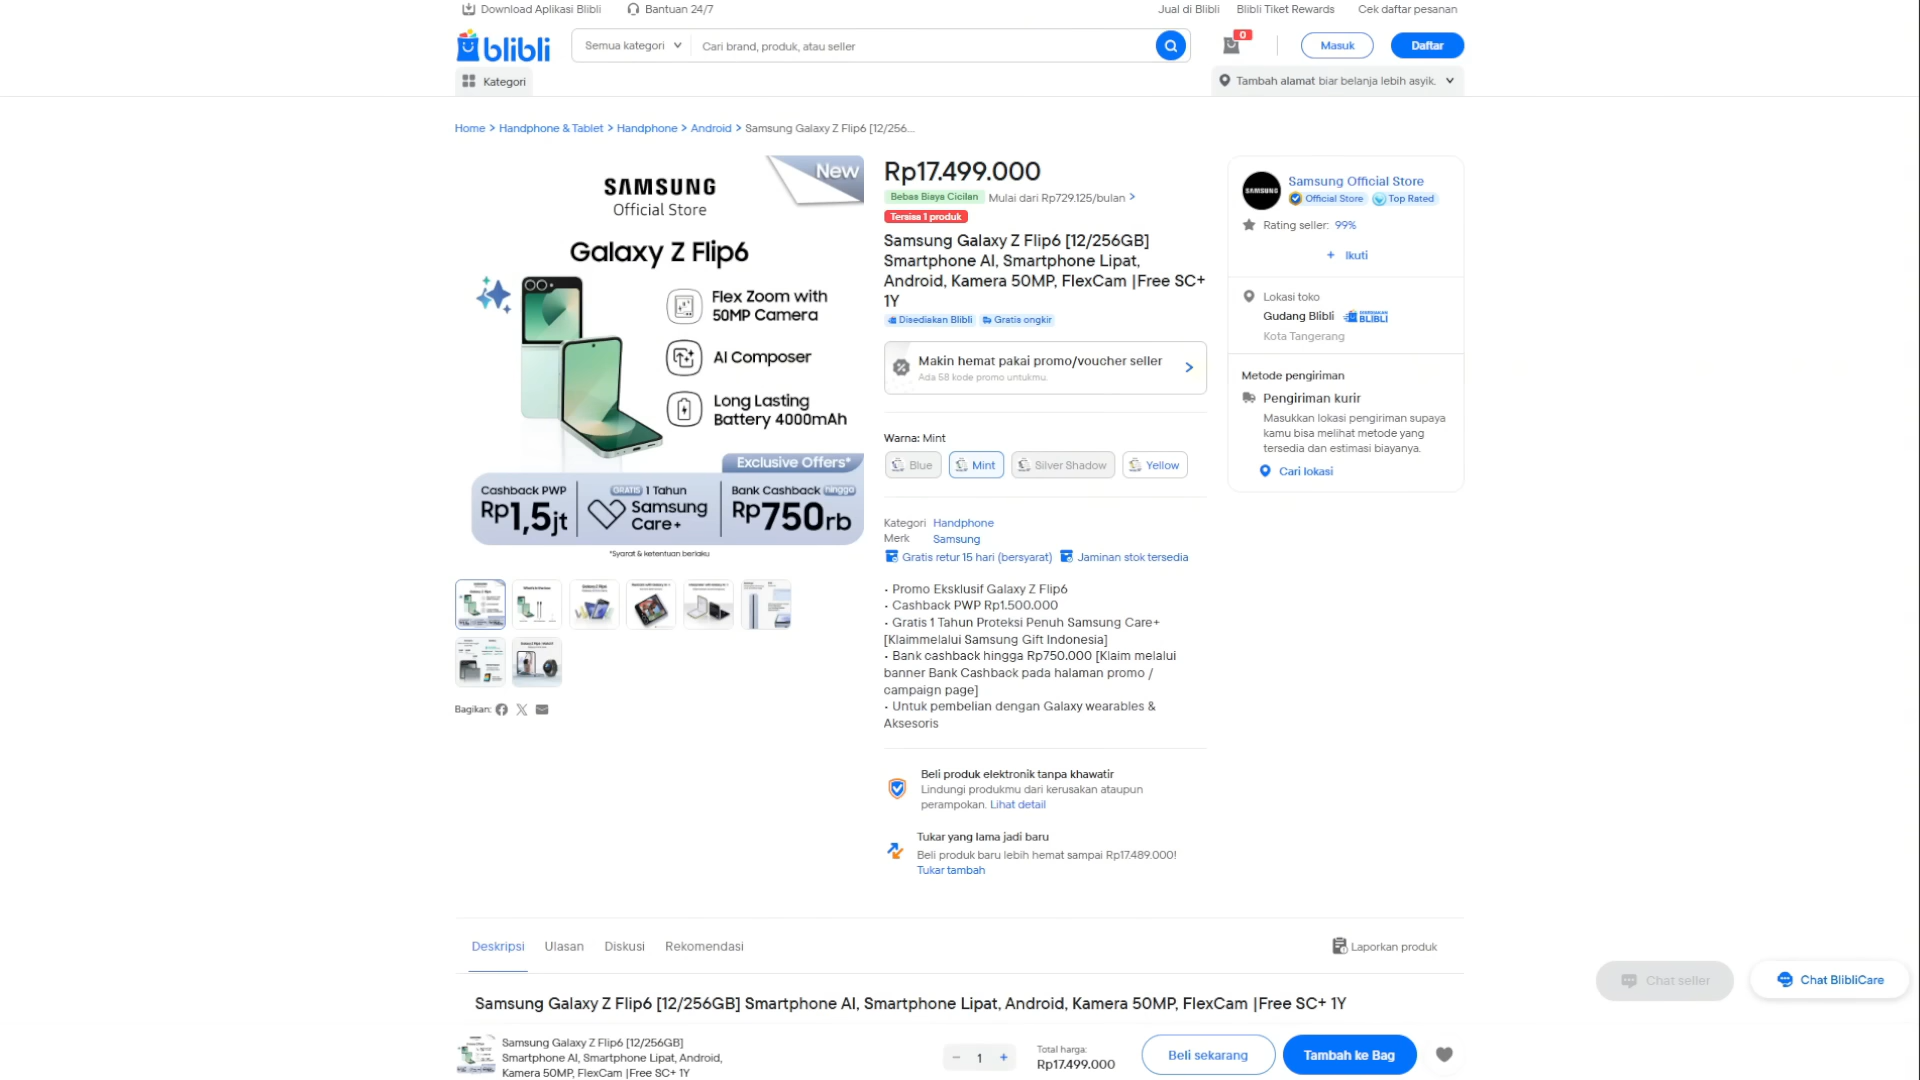 Download Aplikasi Blibli
Bantuan 24/7
Jual di Blibli
Blibli Tiket Rewards
Cek daftar pesanan
blibli
Semua kategori
Cari brand, produk, atau seller
0
Masuk
Daftar
Kategori
Tambah alamat biar belanja lebih asyik.
Home > Handphone & Tablet > Handphone > Android > Samsung Galaxy Z Flip6 [12/256...
New
SAMSUNG
Official Store
Galaxy Z Flip6
Flex Zoom with
50MP Camera
AI Composer
Long Lasting
Battery 4000mAh
Exclusive Offers*
Cashback PWP
Rp1,5jt
GRATIS 1 Tahun
Samsung
Care+
Bank Cashback hingga
Rp750rb
*Syarat & ketentuan berlaku
Bagikan:
Rp17.499.000
Bebas Biaya Cicilan Mulai dari Rp729.125/bulan >
Tersisa 1 produk
Samsung Galaxy Z Flip6 [12/256GB]
Smartphone AI, Smartphone Lipat,
Android, Kamera 50MP, FlexCam |Free SC+
1Y
Disediakan Blibli
Gratis ongkir
Makin hemat pakai promo/voucher seller
Ada 58 kode promo untukmu.
Warna: Mint
Blue
Mint
Silver Shadow
Yellow
Kategori Handphone
Merk Samsung
Gratis retur 15 hari (bersyarat)
Jaminan stok tersedia
• Promo Eksklusif Galaxy Z Flip6
• Cashback PWP Rp1.500.000
• Gratis 1 Tahun Proteksi Penuh Samsung Care+
[Klaimmelalui Samsung Gift Indonesia]
• Bank cashback hingga Rp750.000 [Klaim melalui
banner Bank Cashback pada halaman promo /
campaign page]
• Untuk pembelian dengan Galaxy wearables &
Aksesoris
Beli produk elektronik tanpa khawatir
Lindungi produkmu dari kerusakan ataupun
perampokan. Lihat detail
Tukar yang lama jadi baru
Beli produk baru lebih hemat sampai Rp17.489.000!
Tukar tambah
SAMSUNG
Samsung Official Store
Official Store
Top Rated
Rating seller: 99%
+ Ikuti
Lokasi toko
Gudang Blibli
DISEDIAKAN
BLIBLI
Kota Tangerang
Metode pengiriman
Pengiriman kurir
Masukkan lokasi pengiriman supaya
kamu bisa melihat metode yang
tersedia dan estimasi biayanya.
Cari lokasi
Deskripsi
Ulasan
Diskusi
Rekomendasi
Laporkan produk
Chat seller
Chat BlibliCare
Samsung Galaxy Z Flip6 [12/256GB] Smartphone AI, Smartphone Lipat, Android, Kamera 50MP, FlexCam |Free SC+ 1Y
Samsung Galaxy Z Flip6 [12/256GB]
Smartphone AI, Smartphone Lipat, Android,
Kamera 50MP, FlexCam |Free SC+ 1Y
− 1 +
Total harga:
Rp17.499.000
Beli sekarang
Tambah ke Bag